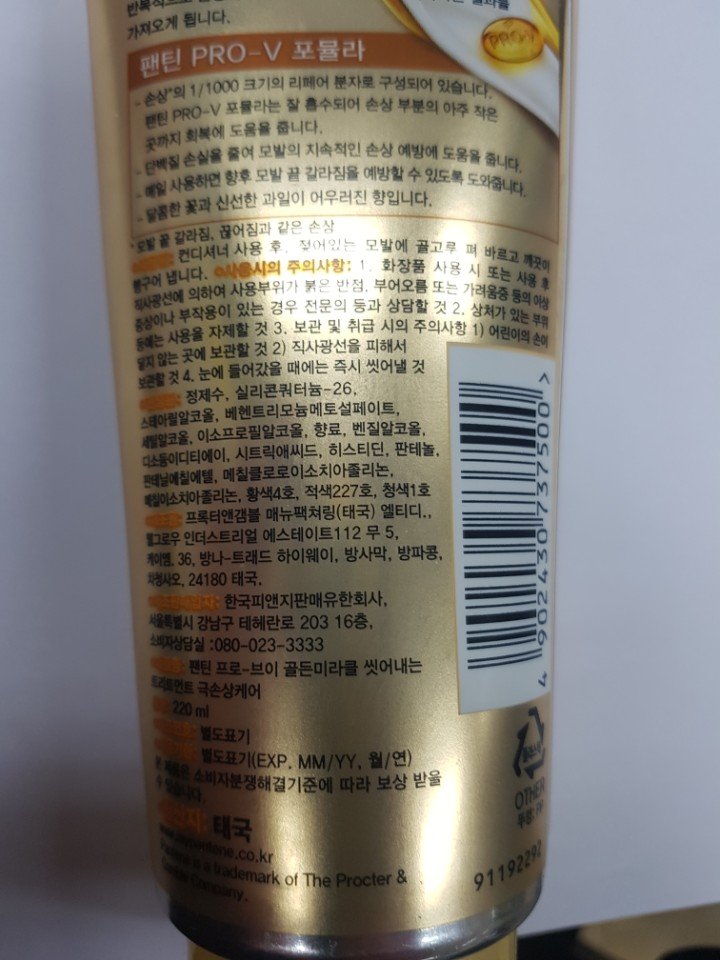 가져오게 됩니다.
PRO-V
팬틴 PRO-V 포뮬라
- 손상*의 1/1000 크기의 리페어 분자로 구성되어 있습니다.
팬틴 PRO-V 포뮬라는 잘 흡수되어 손상 부분의 아주 작은
곳까지 회복에 도움을 줍니다.
- 단백질 손실을 줄여 모발의 지속적인 손상 예방에 도움을 줍니다.
- 매일 사용하면 향후 모발 끝 갈라짐을 예방할 수 있도록 도와줍니다.
- 달콤한 꽃과 신선한 과일이 어우러진 향입니다.
* 모발 끝 갈라짐, 끊어짐과 같은 손상
컨디셔너 사용 후, 젖어있는 모발에 골고루 펴 바르고 깨끗이
헹구어 냅니다. ●사용시의 주의사항: 1. 화장품 사용 시 또는 사용 후
직사광선에 의하여 사용부위가 붉은 반점, 부어오름 또는 가려움증 등의 이상
증상이나 부작용이 있는 경우 전문의 등과 상담할 것 2. 상처가 있는 부위
등에는 사용을 자제할 것 3. 보관 및 취급 시의 주의사항 1) 어린이의 손이
닿지 않는 곳에 보관할 것 2) 직사광선을 피해서
보관할 것 4. 눈에 들어갔을 때에는 즉시 씻어낼 것
정제수, 실리콘쿼터늄-26,
스테아릴알코올, 베헨트리모늄메토설페이트,
세틸알코올, 이소프로필알코올, 향료, 벤질알코올,
디소듐이디티에이, 시트릭애씨드, 히스티딘, 판테놀,
판테닐에칠에텔, 메칠클로로이소치아졸리논,
메칠이소치아졸리논, 황색4호, 적색227호, 청색1호
프록터앤갬블 매뉴팩쳐링(태국) 엘티디.,
웰그로우 인더스트리얼 에스테이트112 무 5,
케이엠. 36, 방나-트래드 하이웨이, 방사막, 방파콩,
차청사오, 24180 태국.
한국피앤지판매유한회사,
서울특별시 강남구 테헤란로 203 16층,
소비자상담실 :080-023-3333
팬틴 프로-브이 골든미라클 씻어내는
트리트먼트 극손상케어
220 ml
별도표기
별도표기(EXP. MM/YY, 월/연)
본 제품은 소비자분쟁해결기준에 따라 보상 받을
수 있습니다.
태국
www.mypantene.co.kr
Pantene is a trademark of The Procter &
Gamble Company.
4 902430 737500 >
플라스틱
OTHER
뚜껑: PP
91192292